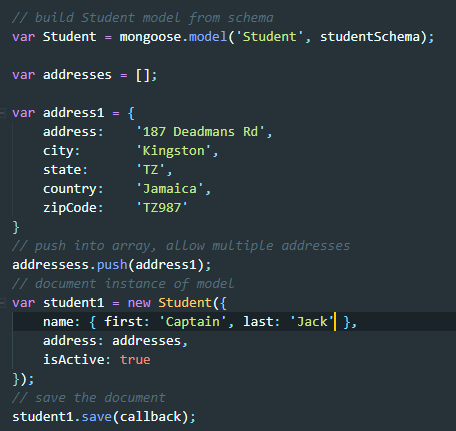 // build Student model from schema
var Student = mongoose.model('Student', studentSchema);
var addresses = [];
var address1 = {
address: '187 Deadmans Rd',
city: 'Kingston',
state: 'TZ',
country: 'Jamaica',
zipCode: 'TZ987'
}
// push into array, allow multiple addresses
addressess.push(address1);
// document instance of model
var student1 = new Student({
name: { first: 'Captain', last: 'Jack' },
address: addresses,
isActive: true
});
// save the document
student1.save(callback);